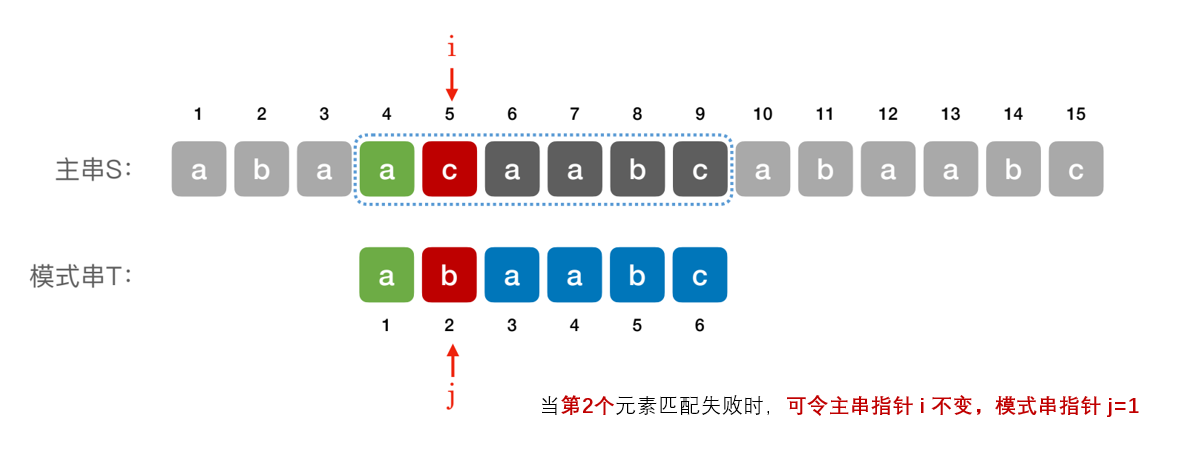 i
1 2 3 4 5 6 7 8 9 10 11 12 13 14 15
主串S: a b a a c a a b c a b a a b c
模式串T: a b a a b c
1 2 3 4 5 6
j
当第2个元素匹配失败时，可令主串指针 i 不变，模式串指针 j=1